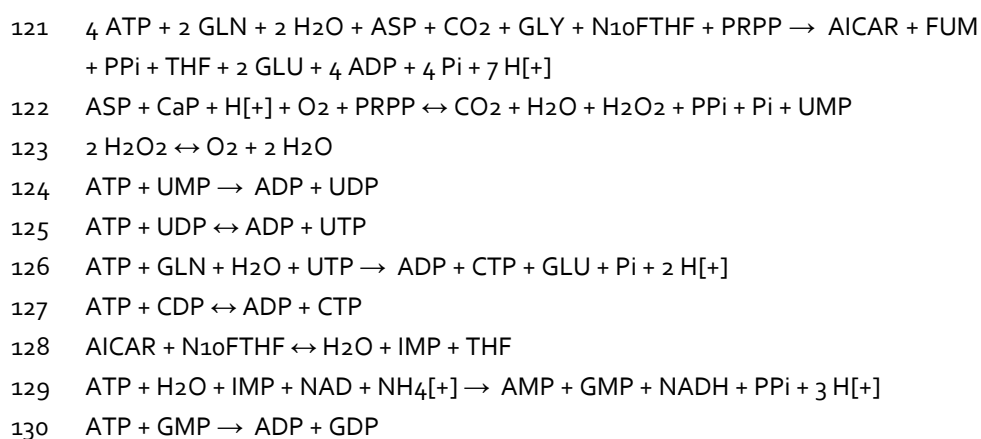 121 4 ATP + 2 GLN + 2 H2O + ASP + CO2 + GLY + N10FTHF + PRPP → AICAR + FUM
+ PPi + THF + 2 GLU + 4 ADP + 4 Pi + 7 H[+]
122 ASP + CaP + H[+] + O2 + PRPP ↔ CO2 + H2O + H2O2 + PPi + Pi + UMP
123 2 H2O2 ↔ O2 + 2 H2O
124 ATP + UMP → ADP + UDP
125 ATP + UDP ↔ ADP + UTP
126 ATP + GLN + H2O + UTP → ADP + CTP + GLU + Pi + 2 H[+]
127 ATP + CDP ↔ ADP + CTP
128 AICAR + N10FTHF ↔ H2O + IMP + THF
129 ATP + H2O + IMP + NAD + NH4[+] → AMP + GMP + NADH + PPi + 3 H[+]
130 ATP + GMP → ADP + GDP